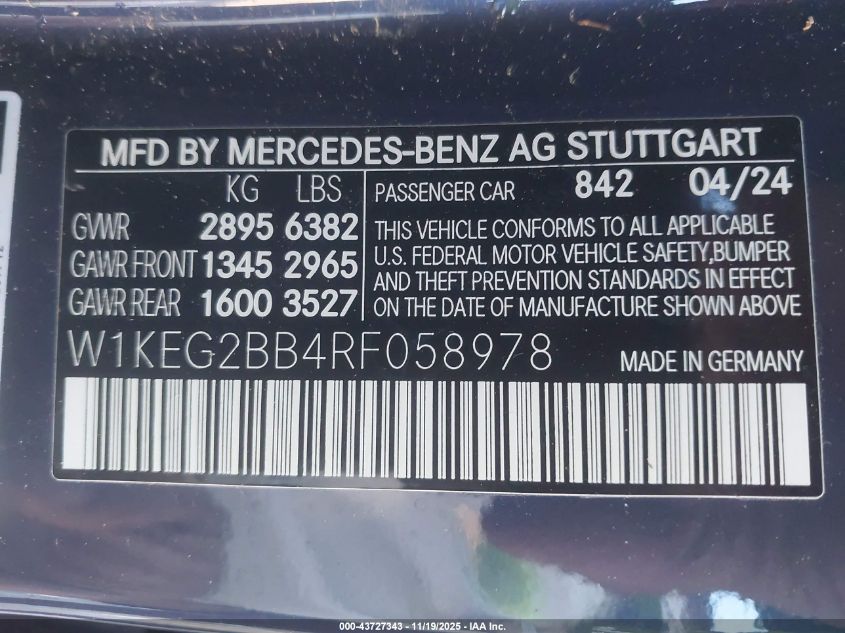 MFD BY MERCEDES-BENZ AG STUTTGART
KG LBS
GVWR 2895 6382
GAWR FRONT 1345 2965
GAWR REAR 1600 3527
PASSENGER CAR 842 04/24
THIS VEHICLE CONFORMS TO ALL APPLICABLE
U.S. FEDERAL MOTOR VEHICLE SAFETY,BUMPER
AND THEFT PREVENTION STANDARDS IN EFFECT
ON THE DATE OF MANUFACTURE SHOWN ABOVE
W1KEG2BB4RF058978 MADE IN GERMANY
000-43727343 - 11/19/2025 - IAA Inc.